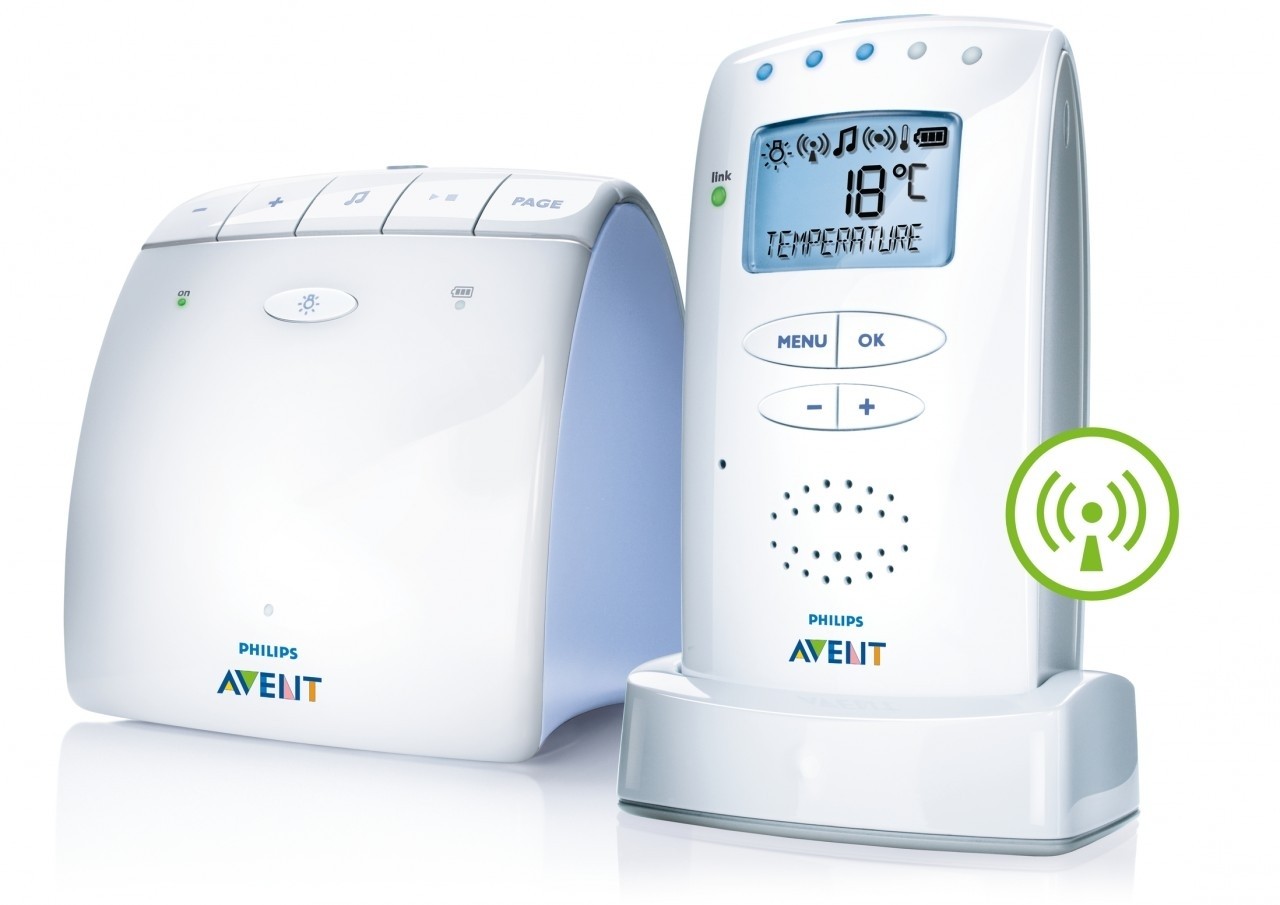 PAGE
on
PHILIPS
AVENT
link
18°C
TEMPERATURE
MENU OK
- +
PHILIPS
AVENT